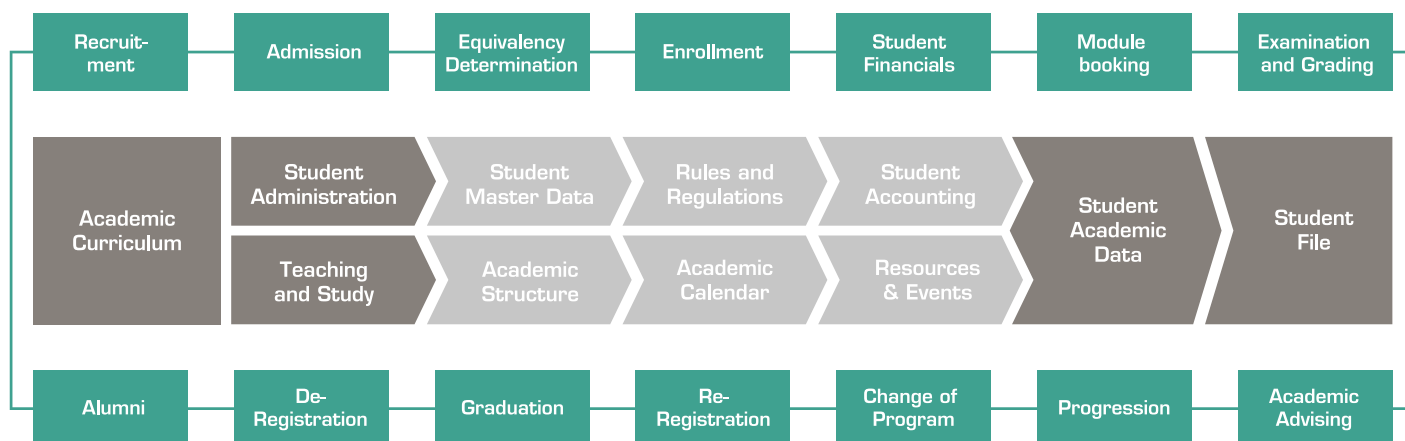 Recruit-
ment
Admission
Equivalency
Determination
Enrollment
Student
Financials
Module
booking
Examination
and Grading
Academic
Curriculum
Student
Administration
Student
Master Data
Rules and
Regulations
Student
Accounting
Teaching
and Study
Academic
Structure
Academic
Calendar
Resources
& Events
Student
Academic
Data
Student
File
Alumni
De-
Registration
Graduation
Re-
Registration
Change of
Program
Progression
Academic
Advising